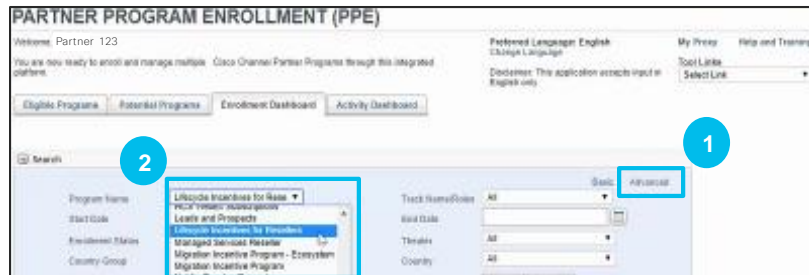 PARTNER PROGRAM ENROLLMENT (PPE)
Welcome, Partner 123
Preferred Language: English
My Proxy Help and Training
Change Language
You are now ready to enroll and manage multiple Cisco Channel Partner Programs through this integrated
platform.
Tool Links
Disclaimer: This application accepts input in
English only
Select Link
Eligible Programs Potential Programs Enrollment Dashboard Activity Dashboard
1
Search
2
Basic Advanced
Program Name Lifecycle Incentives for Rese Track Name/Roles All
Leads and Prospects
Start Date Lifecycle Incentives for Resellers End Date
Enrollment Status Managed Services Reseller Theater All
Migration Incentive Program - Ecosystem
Country Group Migration Incentive Program Country All